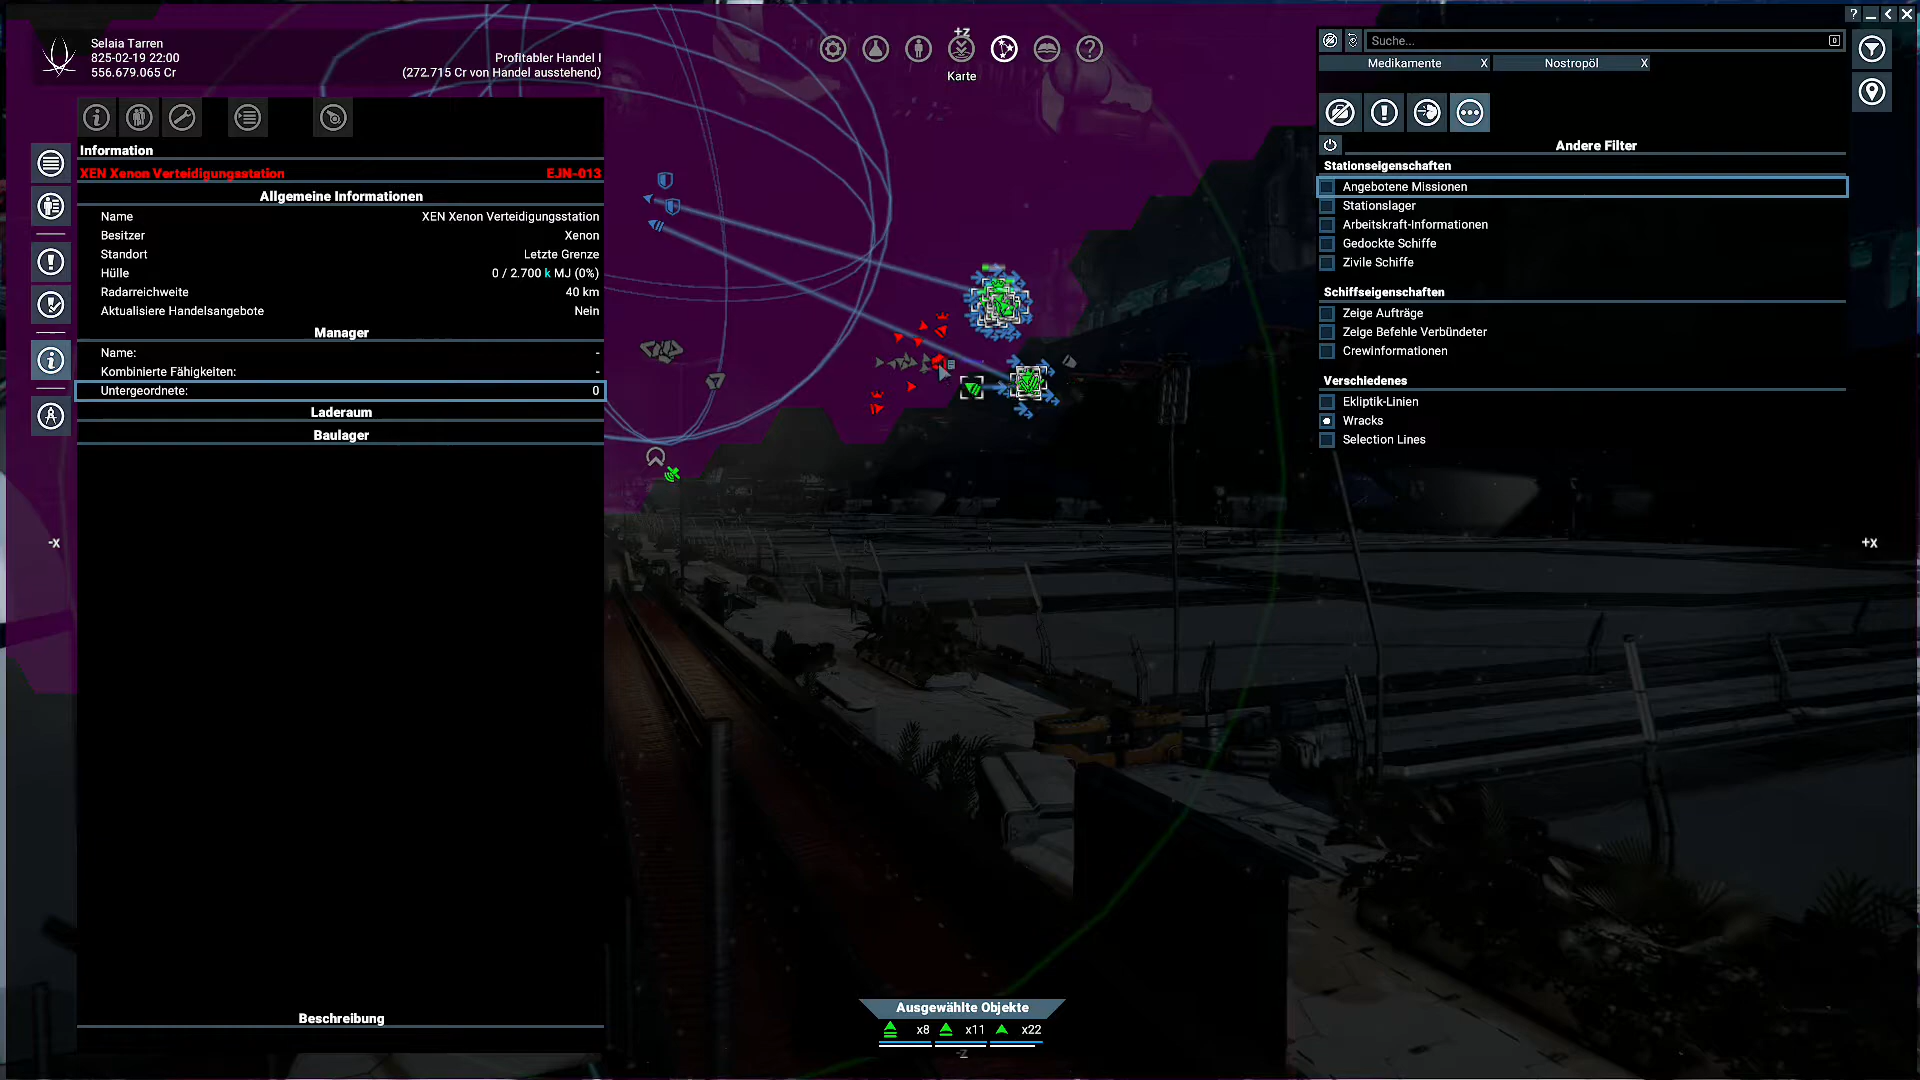 Selaia Tarren
825-02-19 22:00
556.679.065 Cr
Profitabler Handel I
(272.715 Cr von Handel ausstehend)
+Z
Karte
Information
XEN Xenon Verteidigungsstation EJN-013
Allgemeine Informationen
Name XEN Xenon Verteidigungsstation
Besitzer Xenon
Standort Letzte Grenze
Hülle 0 / 2.700 k MJ (0%)
Radarreichweite 40 km
Aktualisiere Handelsangebote Nein
Manager
Name: -
Kombinierte Fähigkeiten: -
Untergeordnete: 0
Laderaum
Baulager
Beschreibung
-X
+X
Ausgewählte Objekte
x8 x11 x22
-Z
Suche...
Medikamente X Nostropöl X
Andere Filter
Stationseigenschaften
Angebotene Missionen
Stationslager
Arbeitskraft-Informationen
Gedockte Schiffe
Zivile Schiffe
Schiffseigenschaften
Zeige Aufträge
Zeige Befehle Verbündeter
Crewinformationen
Verschiedenes
Ekliptik-Linien
Wracks
Selection Lines